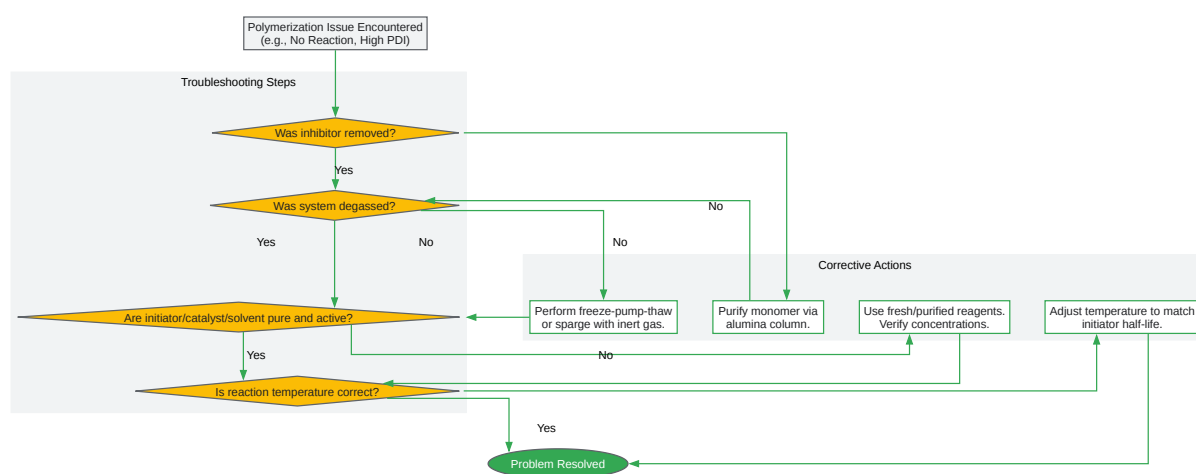 Polymerization Issue Encountered
(e.g., No Reaction, High PDI)
Troubleshooting Steps
Was inhibitor removed?
Yes
Was system degassed?
No
Yes
No
No
Corrective Actions
Are initiator/catalyst/solvent pure and active?
Perform freeze-pump-thaw
or sparge with inert gas.
Purify monomer via
alumina column.
Use fresh/purified reagents.
Verify concentrations.
Adjust temperature to match
initiator half-life.
Yes
No
Is reaction temperature correct?
Yes
Problem Resolved